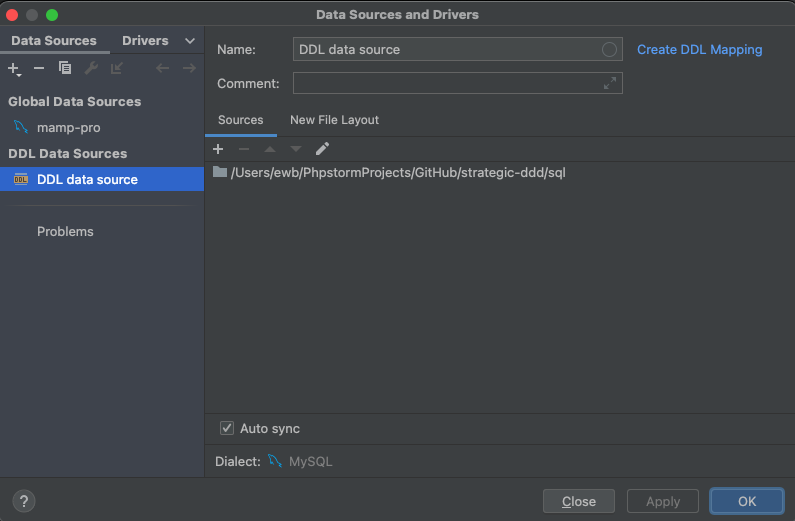 Data Sources and Drivers
Data Sources Drivers
Name: DDL data source Create DDL Mapping
Comment:
Global Data Sources
mamp-pro
DDL Data Sources
DDL DDL data source
Problems
Sources New File Layout
/Users/ewb/PhpstormProjects/GitHub/strategic-ddd/sql
Auto sync
Dialect: MySQL
? Close Apply OK